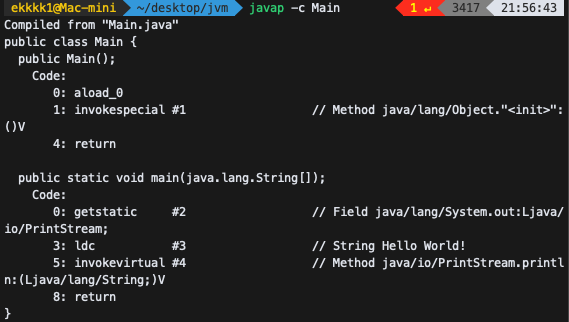 ekkkk1@Mac-mini ~/desktop/jvm javap -c Main 1 ↵ 3417 21:56:43
Compiled from "Main.java"
public class Main {
  public Main();
    Code:
       0: aload_0
       1: invokespecial #1                  // Method java/lang/Object."<init>":
()V
       4: return

  public static void main(java.lang.String[]);
    Code:
       0: getstatic     #2                  // Field java/lang/System.out:Ljava/
io/PrintStream;
       3: ldc           #3                  // String Hello World!
       5: invokevirtual #4                  // Method java/io/PrintStream.printl
n:(Ljava/lang/String;)V
       8: return
}